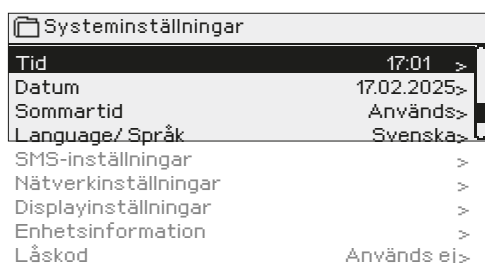 Systeminställningar
Tid 17:01 >
Datum 17.02.2025>
Sommartid Används>
Language/ Språk Svenska>
SMS-inställningar >
Nätverkinställningar >
Displayinställningar >
Enhetsinformation >
Låskod Används ej>